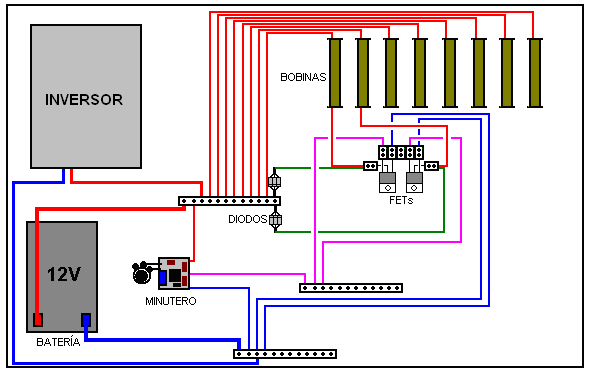 INVERSOR
BOBINAS
FETs
DIODOS
12V
MINUTERO
BATERÍA